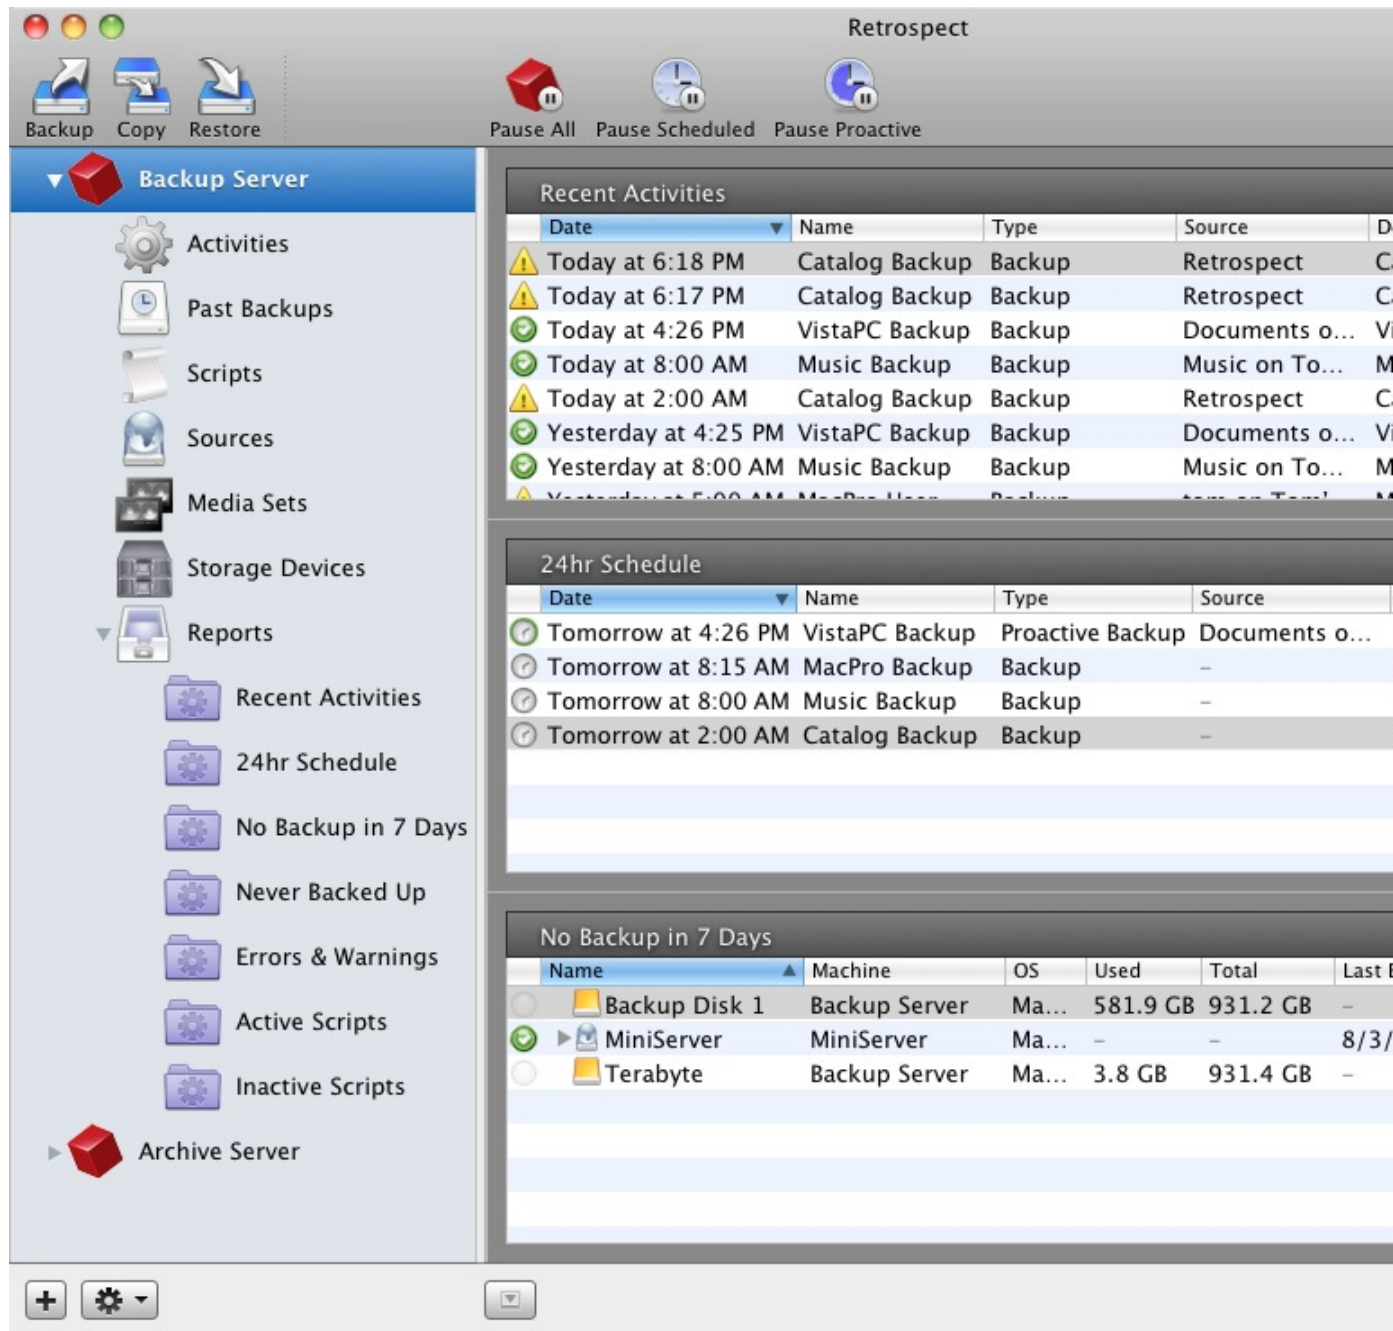 Retrospect
Backup Copy Restore Pause All Pause Scheduled Pause Proactive
Backup Server
Activities
Past Backups
Scripts
Sources
Media Sets
Storage Devices
Reports
Recent Activities
24hr Schedule
No Backup in 7 Days
Never Backed Up
Errors & Warnings
Active Scripts
Inactive Scripts
Archive Server
Recent Activities
Date Name Type Source
Today at 6:18 PM Catalog Backup Backup Retrospect
Today at 6:17 PM Catalog Backup Backup Retrospect
Today at 4:26 PM VistaPC Backup Backup Documents o...
Today at 8:00 AM Music Backup Backup Music on To...
Today at 2:00 AM Catalog Backup Backup Retrospect
Yesterday at 4:25 PM VistaPC Backup Backup Documents o...
Yesterday at 8:00 AM Music Backup Backup Music on To...
24hr Schedule
Date Name Type Source
Tomorrow at 4:26 PM VistaPC Backup Proactive Backup Documents o...
Tomorrow at 8:15 AM MacPro Backup Backup –
Tomorrow at 8:00 AM Music Backup Backup –
Tomorrow at 2:00 AM Catalog Backup Backup –
No Backup in 7 Days
Name Machine OS Used Total Last
Backup Disk 1 Backup Server Ma... 581.9 GB 931.2 GB –
MiniServer MiniServer Ma... – – 8/3/
Terabyte Backup Server Ma... 3.8 GB 931.4 GB –